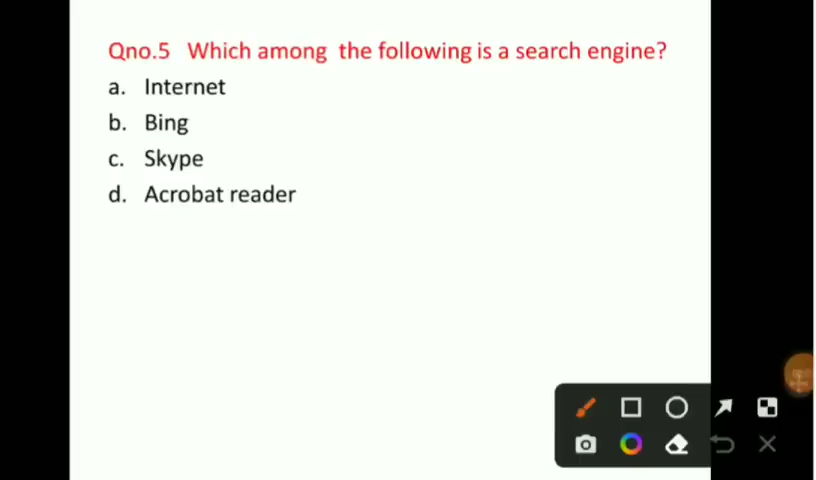 Qno.5 Which among the following is a search engine?
a. Internet
b. Bing
c. Skype
d. Acrobat reader